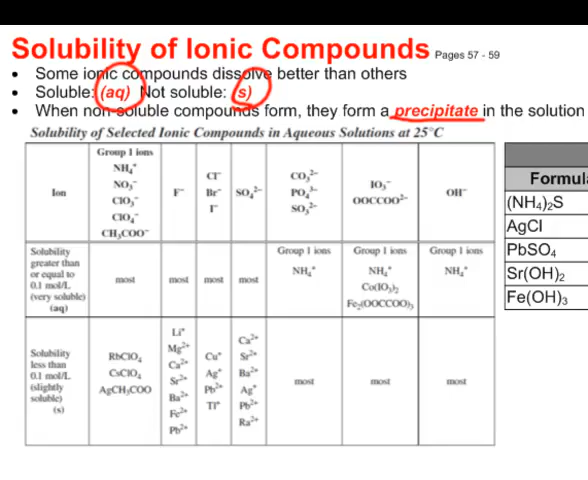 Solubility of Ionic Compounds Pages 57 - 59
• Some ionic compounds dissolve better than others
• Soluble: (aq) Not soluble: (s)
• When non-soluble compounds form, they form a precipitate in the solution
Solubility of Selected Ionic Compounds in Aqueous Solutions at 25°C
Ion
Group 1 ions
NH₄⁺
NO₃⁻
ClO₃⁻
ClO₄⁻
CH₃COO⁻
F⁻
Cl⁻
Br⁻
I⁻
SO₄²⁻
CO₃²⁻
PO₄³⁻
SO₃²⁻
IO₃⁻
OOCCOO²⁻
OH⁻
Solubility
greater than
or equal to
0.1 mol/L
(very soluble)
(aq)
most
most
most
most
Group 1 ions
NH₄⁺
Group 1 ions
NH₄⁺
Co(IO₃)₂
Fe₂(OOCCOO)₃
Group 1 ions
NH₄⁺
Solubility
less than
0.1 mol/L
(slightly
soluble)
(s)
RbClO₄
CsClO₄
AgCH₃COO
Li⁺
Mg²⁺
Ca²⁺
Sr²⁺
Ba²⁺
Fe²⁺
Pb²⁺
Cu⁺
Ag⁺
Pb²⁺
Tl⁺
Ca²⁺
Sr²⁺
Ba²⁺
Ag⁺
Pb²⁺
Ra²⁺
most
most
most
Formula
(NH₄)₂S
AgCl
PbSO₄
Sr(OH)₂
Fe(OH)₃